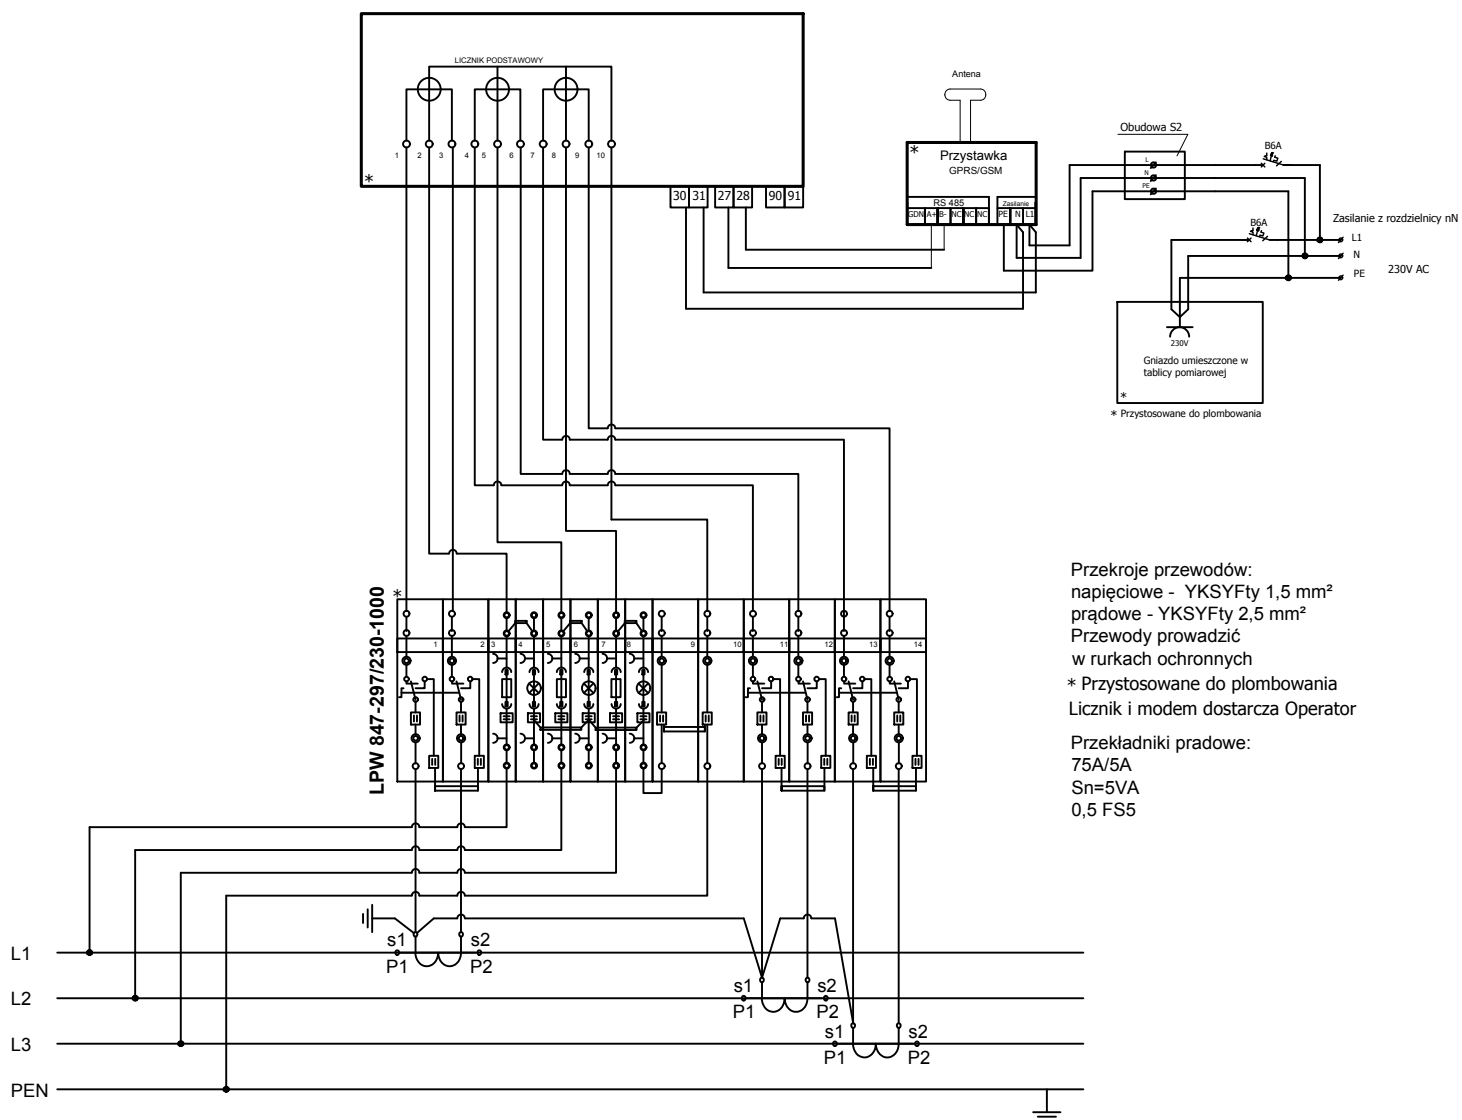 LICZNIK PODSTAWOWY
1 2 3 4 5 6 7 8 9 10
*
30 31 27 28 90 91
Antena
*
Przystawka
GPRS/GSM
RS 485 Zasilanie
GDN A+ B- NC NC NC PE N L1
Obudowa S2
L
N
PE
B6A
B6A
Zasilanie z rozdzielnicy nN
L1
N
PE
230V AC
230V
Gniazdo umieszczone w
tablicy pomiarowej
*
* Przystosowane do plombowania
LPW 847-297/230-1000
*
1 2 3 4 5 6 7 8 9 10 11 12 13 14
Przekroje przewodów:
napięciowe - YKSYFty 1,5 mm²
prądowe - YKSYFty 2,5 mm²
Przewody prowadzić
w rurkach ochronnych
* Przystosowane do plombowania
Licznik i modem dostarcza Operator
Przekładniki pradowe:
75A/5A
Sn=5VA
0,5 FS5
s1 s2
L1
P1 P2
s1 s2
L2
P1 P2
s1 s2
L3
P1 P2
PEN